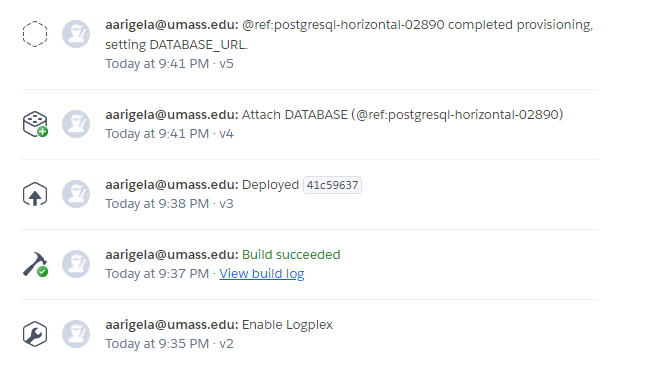 aarigela@umass.edu: @ref:postgresql-horizontal-02890 completed provisioning,
setting DATABASE_URL.
Today at 9:41 PM · v5
aarigela@umass.edu: Attach DATABASE (@ref:postgresql-horizontal-02890)
Today at 9:41 PM · v4
aarigela@umass.edu: Deployed 41c59637
Today at 9:38 PM · v3
aarigela@umass.edu: Build succeeded
Today at 9:37 PM · View build log
aarigela@umass.edu: Enable Logplex
Today at 9:35 PM · v2